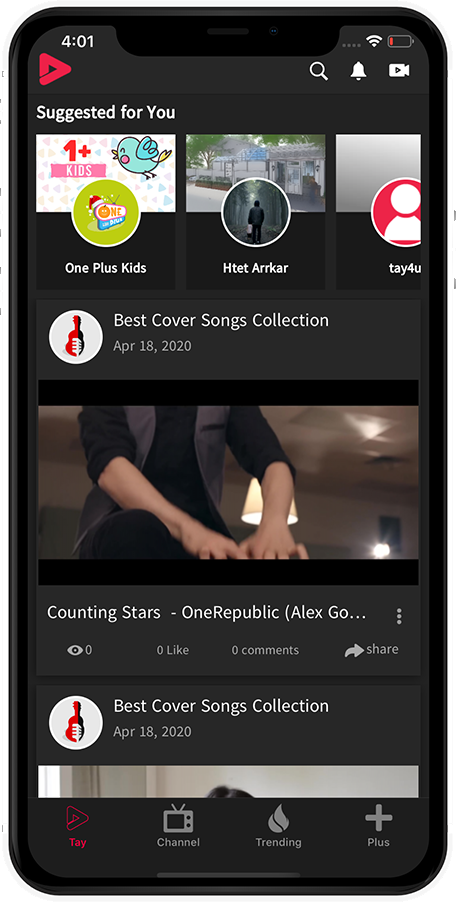 4:01
Suggested for You
1+
KIDS
ONE
One Plus Kids
Htet Arrkar
tay4u
Best Cover Songs Collection
Apr 18, 2020
Counting Stars - OneRepublic (Alex Go...
0
0 Like
0 comments
share
Best Cover Songs Collection
Apr 18, 2020
Tay
Channel
Trending
Plus